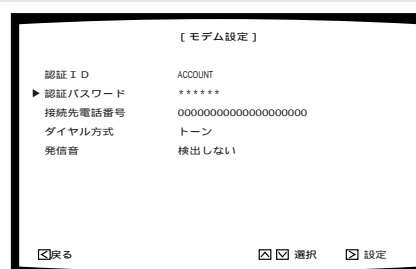 [ モデム設定 ]
認証ID ACCOUNT
▶ 認証パスワード ******
接続先電話番号 00000000000000000000
ダイヤル方式 トーン
発信音 検出しない
<戻る ∧ ∨ 選択 > 設定